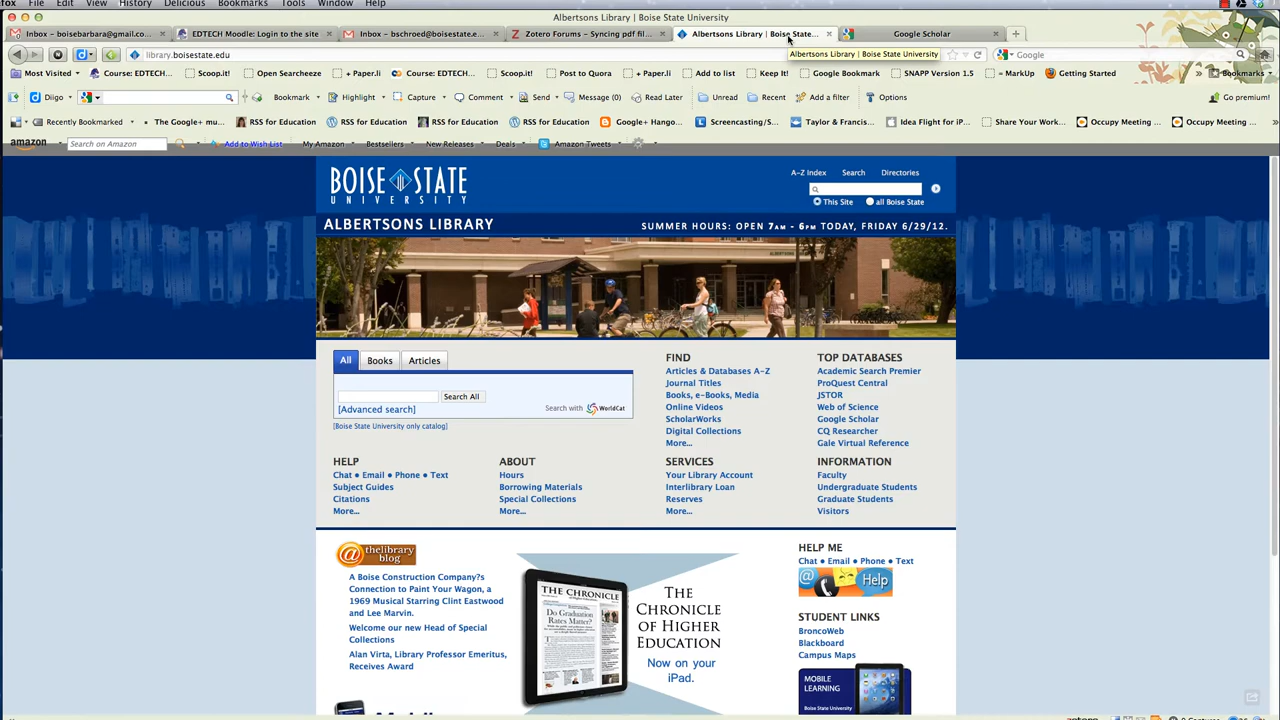 ofox File Edit View History Delicious Bookmarks Tools Window Help
Albertsons Library | Boise State University
Inbox – boisebarbara@gmail.co... EDTECH Moodle: Login to the site Inbox – bschroed@boisestate.e... Zotero Forums – Syncing pdf fil... Albertsons Library | Boise State... Google Scholar
library.boisestate.edu Albertsons Library | Boise State University Google
Most Visited Getting Started Scoop.it! Open Searcheeze + Paper.li Getting Started Scoop.it! Post to Quora + Paper.li Add to list Keep It! Google Bookmark SNAPP Version 1.5 ∞ MarkUp Getting Started Bookmarks
Diigo Bookmark Highlight Capture Comment Send Message (0) Read Later Unread Recent Add a filter Options Go premium!
Recently Bookmarked The Google+ mu... RSS for Education RSS for Education RSS for Education RSS for Education Google+ Hango... Screencasting/S... Taylor & Francis... Idea Flight for iP... Share Your Work... Occupy Meeting ... Occupy Meeting ...
amazon Search on Amazon Add to Wish List My Amazon Bestsellers New Releases Deals Amazon Tweets
BOISE STATE
UNIVERSITY
A-Z Index Search Directories
This Site all Boise State
ALBERTSONS LIBRARY SUMMER HOURS: OPEN 7AM - 6PM TODAY, FRIDAY 6/29/12.
All Books Articles
Search All
[Advanced search] Search with WorldCat
[Boise State University only catalog]
FIND
Articles & Databases A-Z
Journal Titles
Books, e-Books, Media
Online Videos
ScholarWorks
Digital Collections
More...
TOP DATABASES
Academic Search Premier
ProQuest Central
JSTOR
Web of Science
Google Scholar
CQ Researcher
Gale Virtual Reference
HELP
Chat • Email • Phone • Text
Subject Guides
Citations
More...
ABOUT
Hours
Borrowing Materials
Special Collections
More...
SERVICES
Your Library Account
Interlibrary Loan
Reserves
More...
INFORMATION
Faculty
Undergraduate Students
Graduate Students
Visitors
@ thelibrary
blog
A Boise Construction Company?s
Connection to Paint Your Wagon, a
1969 Musical Starring Clint Eastwood
and Lee Marvin.
Welcome our new Head of Special
Collections
Alan Virta, Library Professor Emeritus,
Receives Award
THE CHRONICLE
Do Graduation
Rates Matter?
THE
CHRONICLE
OF HIGHER
EDUCATION
Now on your
iPad.
HELP ME
Chat • Email • Phone • Text
@ Help
STUDENT LINKS
BroncoWeb
Blackboard
Campus Maps
MOBILE
LEARNING
Boise State University
zotero